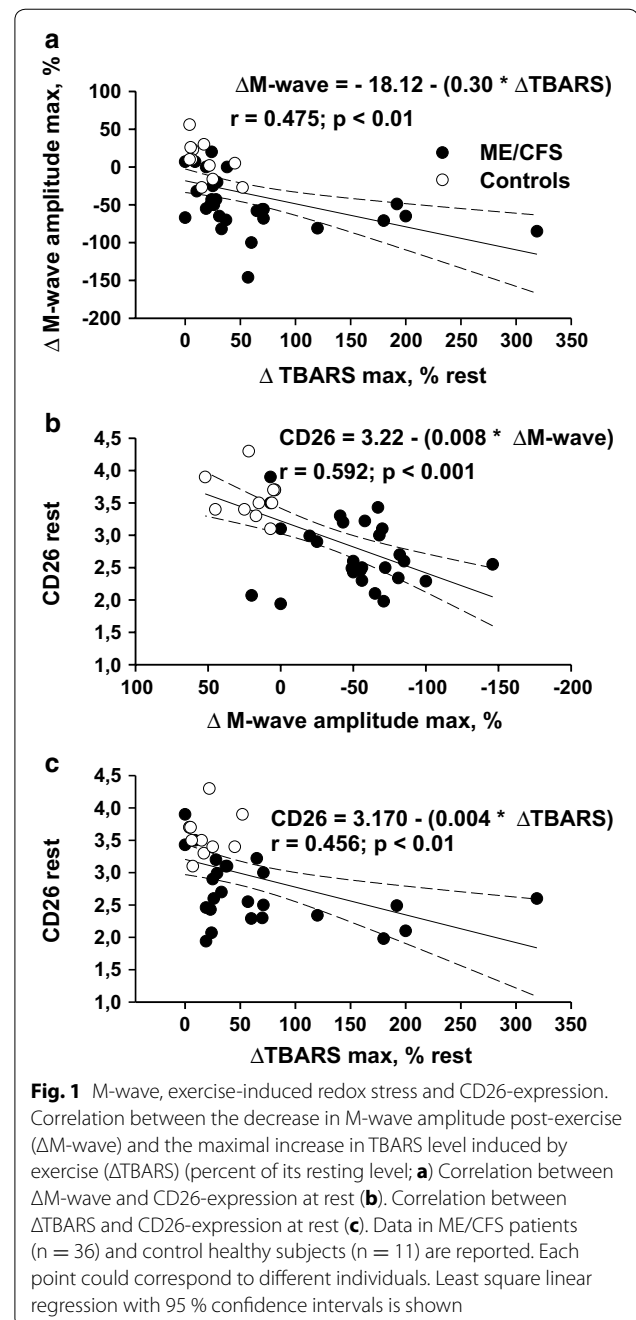 a
ΔM-wave = - 18.12 - (0.30 * ΔTBARS)
r = 0.475; p < 0.01
ME/CFS
Controls
Δ M-wave amplitude max, %
100
50
0
-50
-100
-150
-200
0 50 100 150 200 250 300 350
Δ TBARS max, % rest
b
CD26 = 3.22 - (0.008 * ΔM-wave)
r = 0.592; p < 0.001
CD26 rest
4,5
4,0
3,5
3,0
2,5
2,0
1,5
1,0
100 50 0 -50 -100 -150 -200
Δ M-wave amplitude max, %
c
CD26 = 3.170 - (0.004 * ΔTBARS)
r = 0.456; p < 0.01
CD26 rest
4,5
4,0
3,5
3,0
2,5
2,0
1,5
1,0
0 50 100 150 200 250 300 350
ΔTBARS max, % rest
Fig. 1 M-wave, exercise-induced redox stress and CD26-expression.
Correlation between the decrease in M-wave amplitude post-exercise
(ΔM-wave) and the maximal increase in TBARS level induced by
exercise (ΔTBARS) (percent of its resting level; a) Correlation between
ΔM-wave and CD26-expression at rest (b). Correlation between
ΔTBARS and CD26-expression at rest (c). Data in ME/CFS patients
(n = 36) and control healthy subjects (n = 11) are reported. Each
point could correspond to different individuals. Least square linear
regression with 95 % confidence intervals is shown